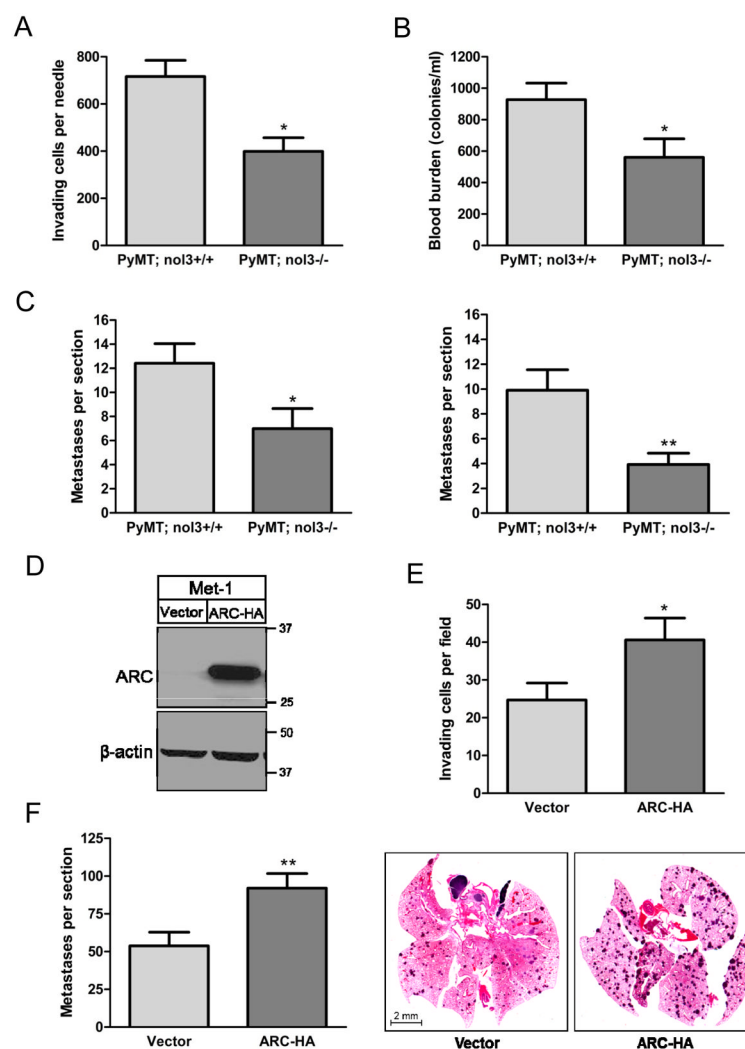 A
Invading cells per needle
800
600
400
200
0
*
PyMT; nol3+/+
PyMT; nol3-/-
B
Blood burden (colonies/ml)
1200
1000
800
600
400
200
0
*
PyMT; nol3+/+
PyMT; nol3-/-
C
Metastases per section
16
14
12
10
8
6
4
2
0
*
PyMT; nol3+/+
PyMT; nol3-/-
Metastases per section
16
14
12
10
8
6
4
2
0
**
PyMT; nol3+/+
PyMT; nol3-/-
D
Met-1
Vector ARC-HA
37
ARC
25
50
β-actin
37
E
Invading cells per field
50
40
30
20
10
0
*
Vector
ARC-HA
F
Metastases per section
125
100
75
50
25
0
**
Vector
ARC-HA
2 mm
Vector
ARC-HA